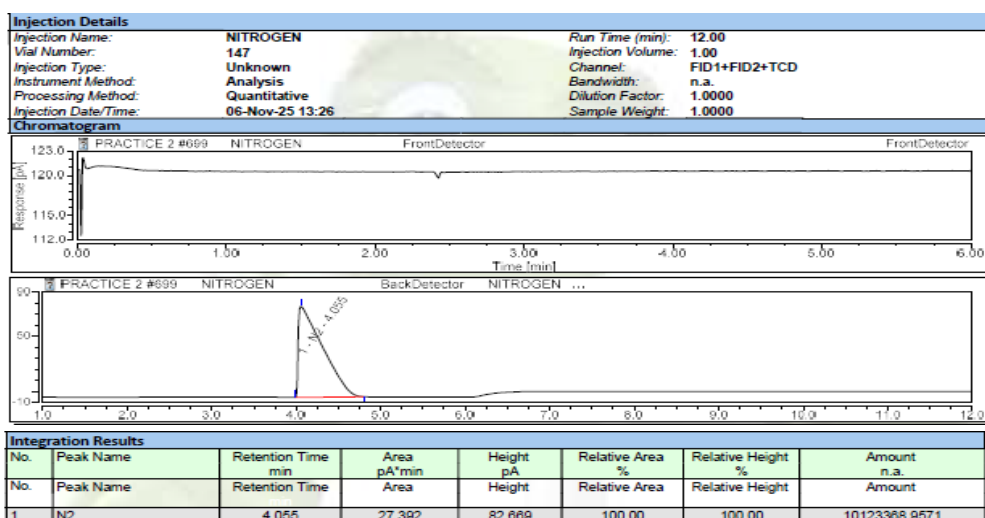 Injection Details
Injection Name: NITROGEN Run Time (min): 12.00
Vial Number: 147 Injection Volume: 1.00
Injection Type: Unknown Channel: FID1+FID2+TCD
Instrument Method: Analysis Bandwidth: n.a.
Processing Method: Quantitative Dilution Factor: 1.0000
Injection Date/Time: 06-Nov-25 13:26 Sample Weight: 1.0000
Chromatogram
PRACTICE 2 #699 NITROGEN FrontDetector FrontDetector
123.0
120.0
115.0
112.0
Response [pA]
0.00 1.00 2.00 3.00 4.00 5.00 6.00
Time [min]
PRACTICE 2 #699 NITROGEN BackDetector NITROGEN ...
90
50
-10
1 - N2 - 4.055
1.0 2.0 3.0 4.0 5.0 6.0 7.0 8.0 9.0 10.0 11.0 12.0
Integration Results
No. Peak Name Retention Time Area Height Relative Area Relative Height Amount
min pA*min pA % % n.a.
No. Peak Name Retention Time Area Height Relative Area Relative Height Amount
min
1 N2 4.055 27.392 82.669 100.00 100.00 10123368.9571